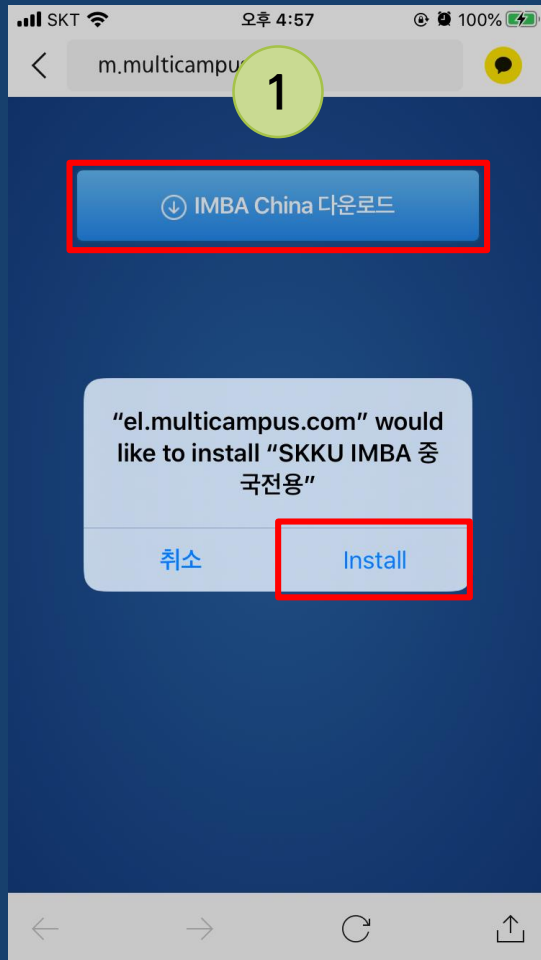 SKT 오후 4:57 100%
m.multicampu
1
IMBA China 다운로드
“el.multicampus.com” would
like to install “SKKU IMBA 중
국전용”
취소 Install